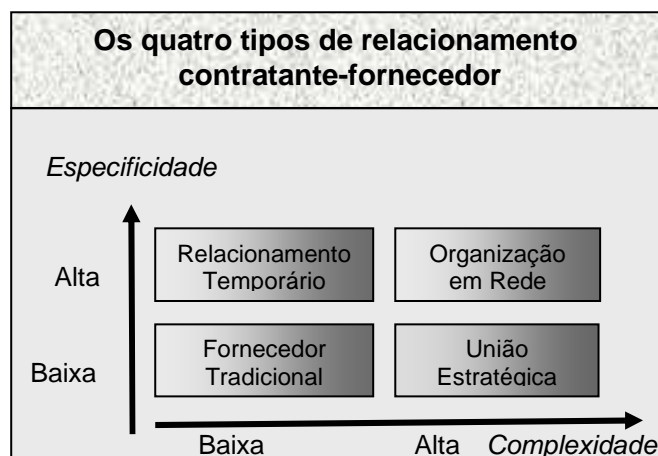 Os quatro tipos de relacionamento
contratante-fornecedor
Especificidade
Alta
Relacionamento
Temporário
Organização
em Rede
Baixa
Fornecedor
Tradicional
União
Estratégica
Baixa
Alta
Complexidade